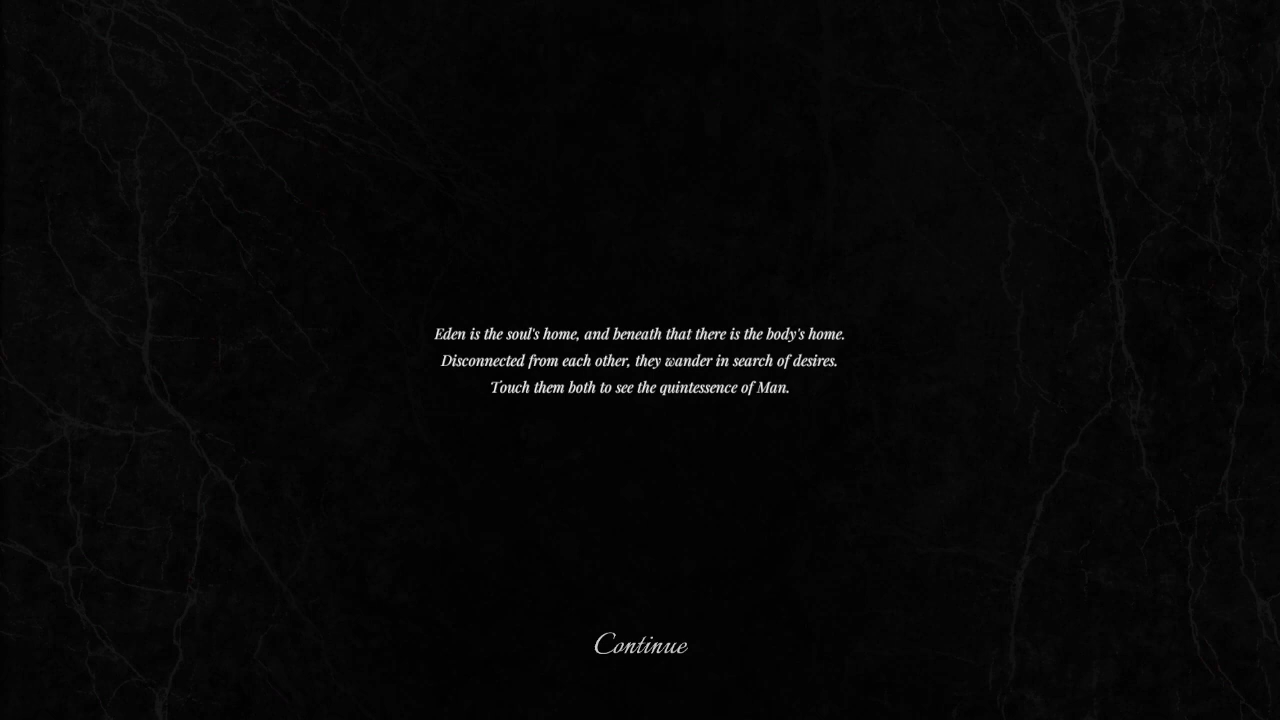 Eden is the soul's home, and beneath that there is the body's home.
Disconnected from each other, they wander in search of desires.
Touch them both to see the quintessence of Man.
Continue